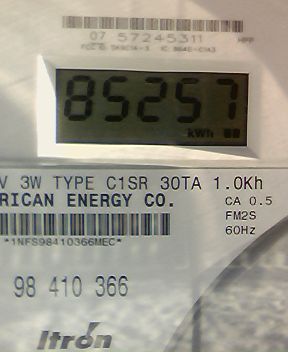 07 57245311
85257
kWh
V 3W TYPE C1SR 30TA 1.0Kh
RICAN ENERGY CO.
CA 0.5
FM2S
60Hz
*1NFS98410366MEC*
98 410 366
Itron